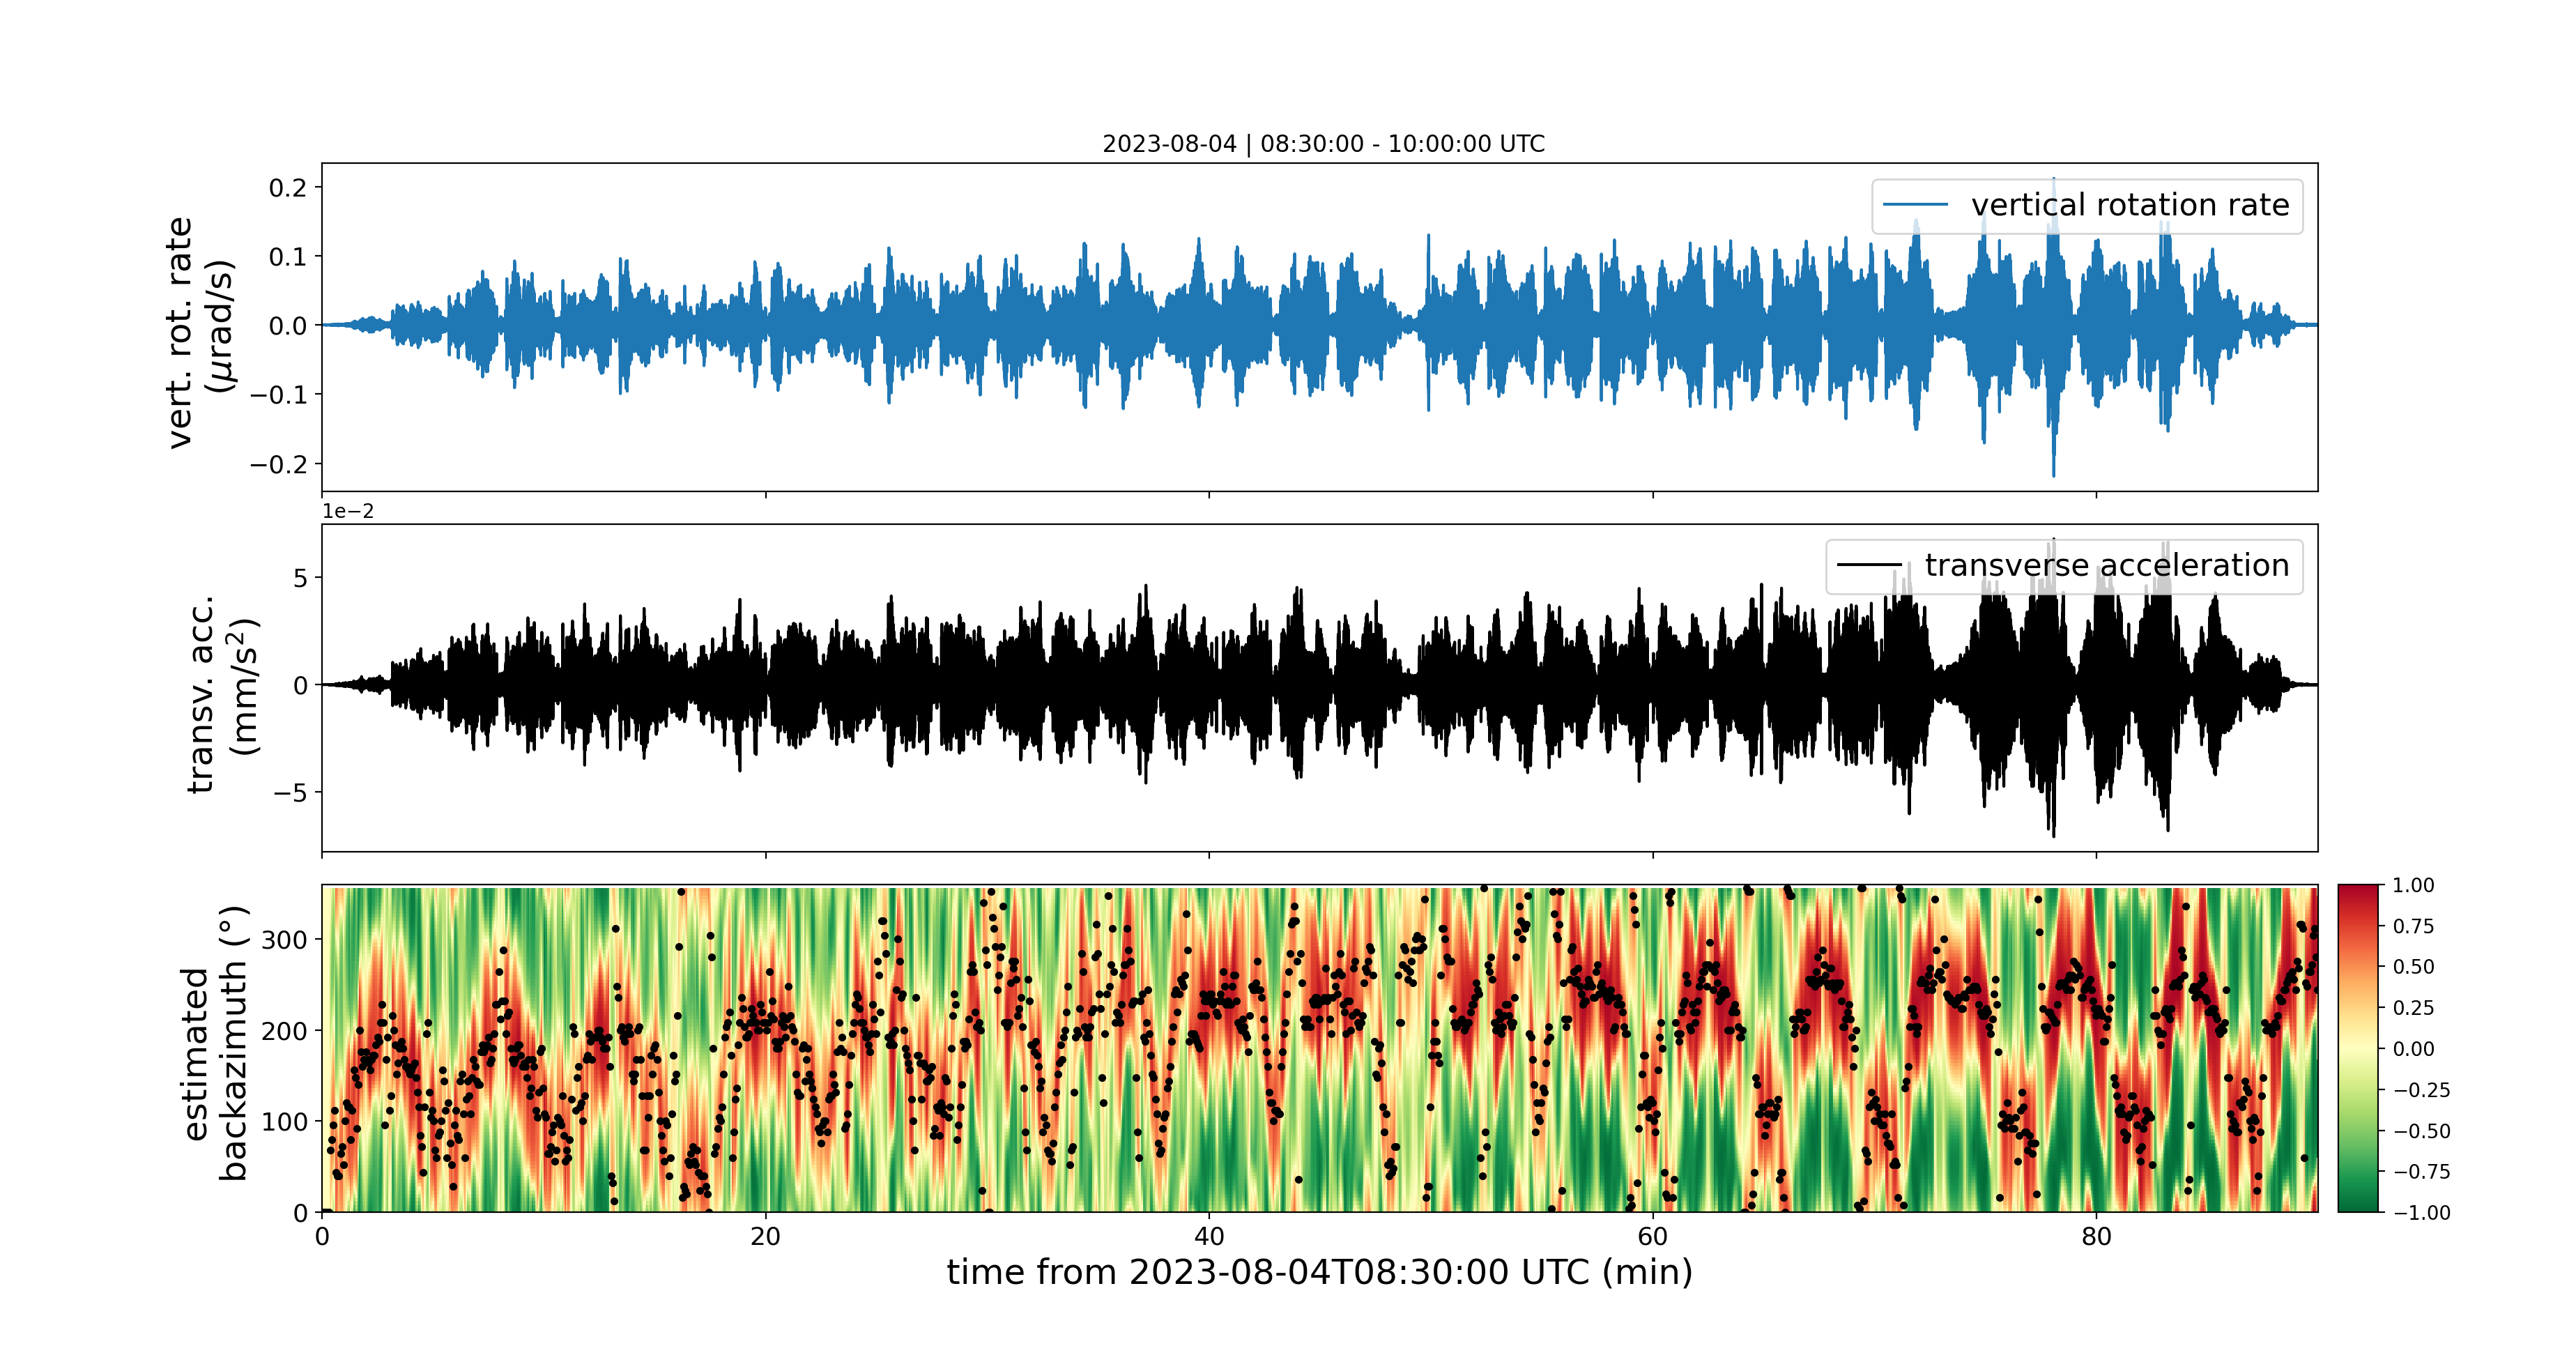 2023-08-04 | 08:30:00 - 10:00:00 UTC
vert. rot. rate
(μrad/s)
0.2
0.1
0.0
−0.1
−0.2
vertical rotation rate
1e−2
transv. acc.
(mm/s²)
5
0
−5
transverse acceleration
estimated
backazimuth (°)
300
200
100
0
0 20 40 60 80
time from 2023-08-04T08:30:00 UTC (min)
1.00
0.75
0.50
0.25
0.00
−0.25
−0.50
−0.75
−1.00